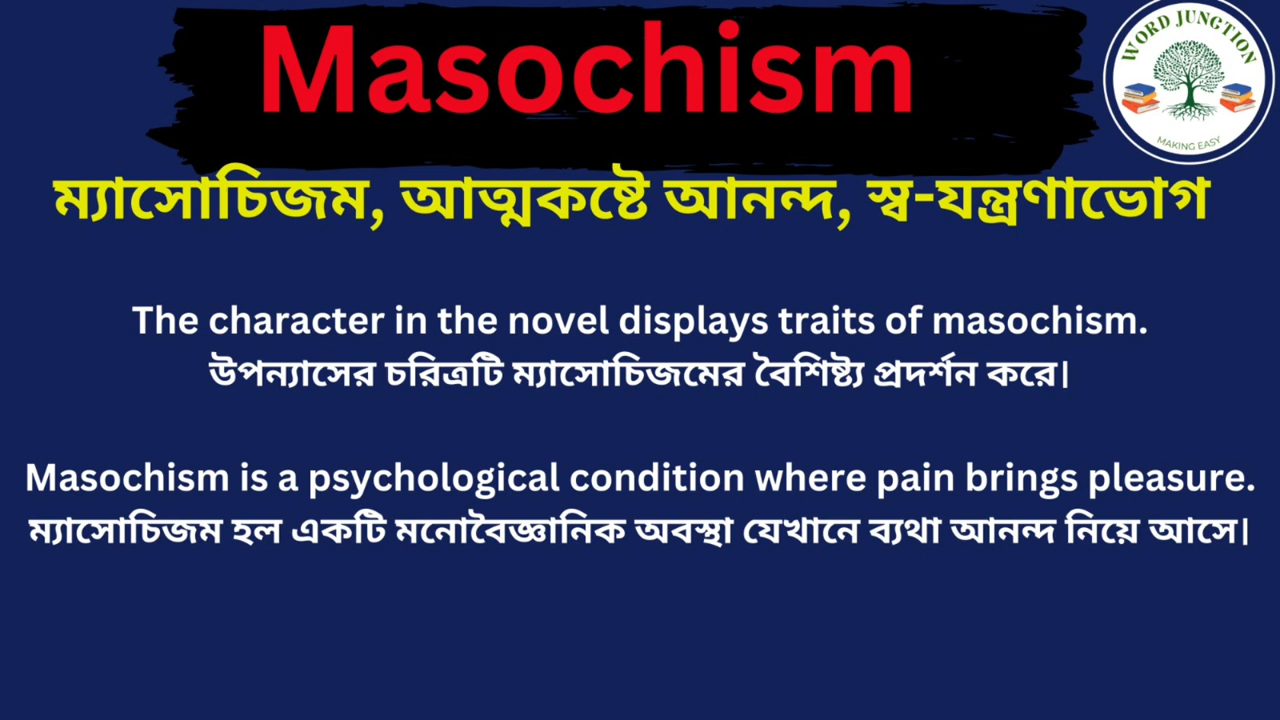 Masochism
WORD JUNGTION
MAKING EASY
ম্যাসোচিজম, আত্মকষ্টে আনন্দ, স্ব-যন্ত্রণাভোগ
The character in the novel displays traits of masochism.
উপন্যাসের চরিত্রটি ম্যাসোচিজমের বৈশিষ্ট্য প্রদর্শন করে।
Masochism is a psychological condition where pain brings pleasure.
ম্যাসোচিজম হল একটি মনোবৈজ্ঞানিক অবস্থা যেখানে ব্যথা আনন্দ নিয়ে আসে।